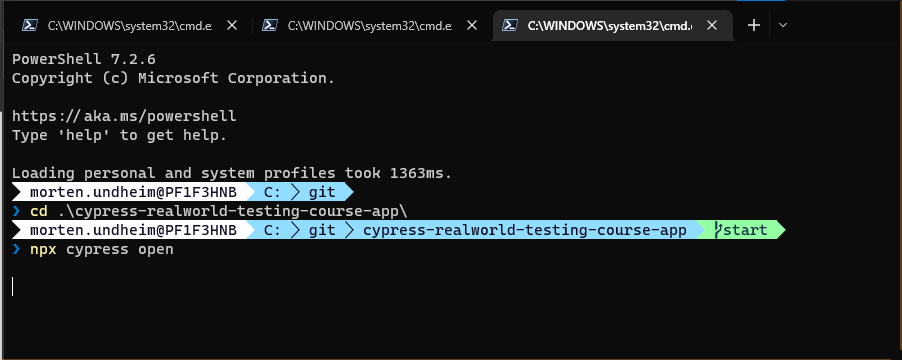 C:\WINDOWS\system32\cmd.e: C:\WINDOWS\system32\cmd.e: C:\WINDOWS\system32\cmd.
PowerShell 7.2.6
Copyright (c) Microsoft Corporation.
https://aka.ms/powershell
Type 'help' to get help.
Loading personal and system profiles took 1363ms.
morten.undheim@PF1F3HNB C: git
❯ cd .\cypress-realworld-testing-course-app\
morten.undheim@PF1F3HNB C: git cypress-realworld-testing-course-app start
❯ npx cypress open